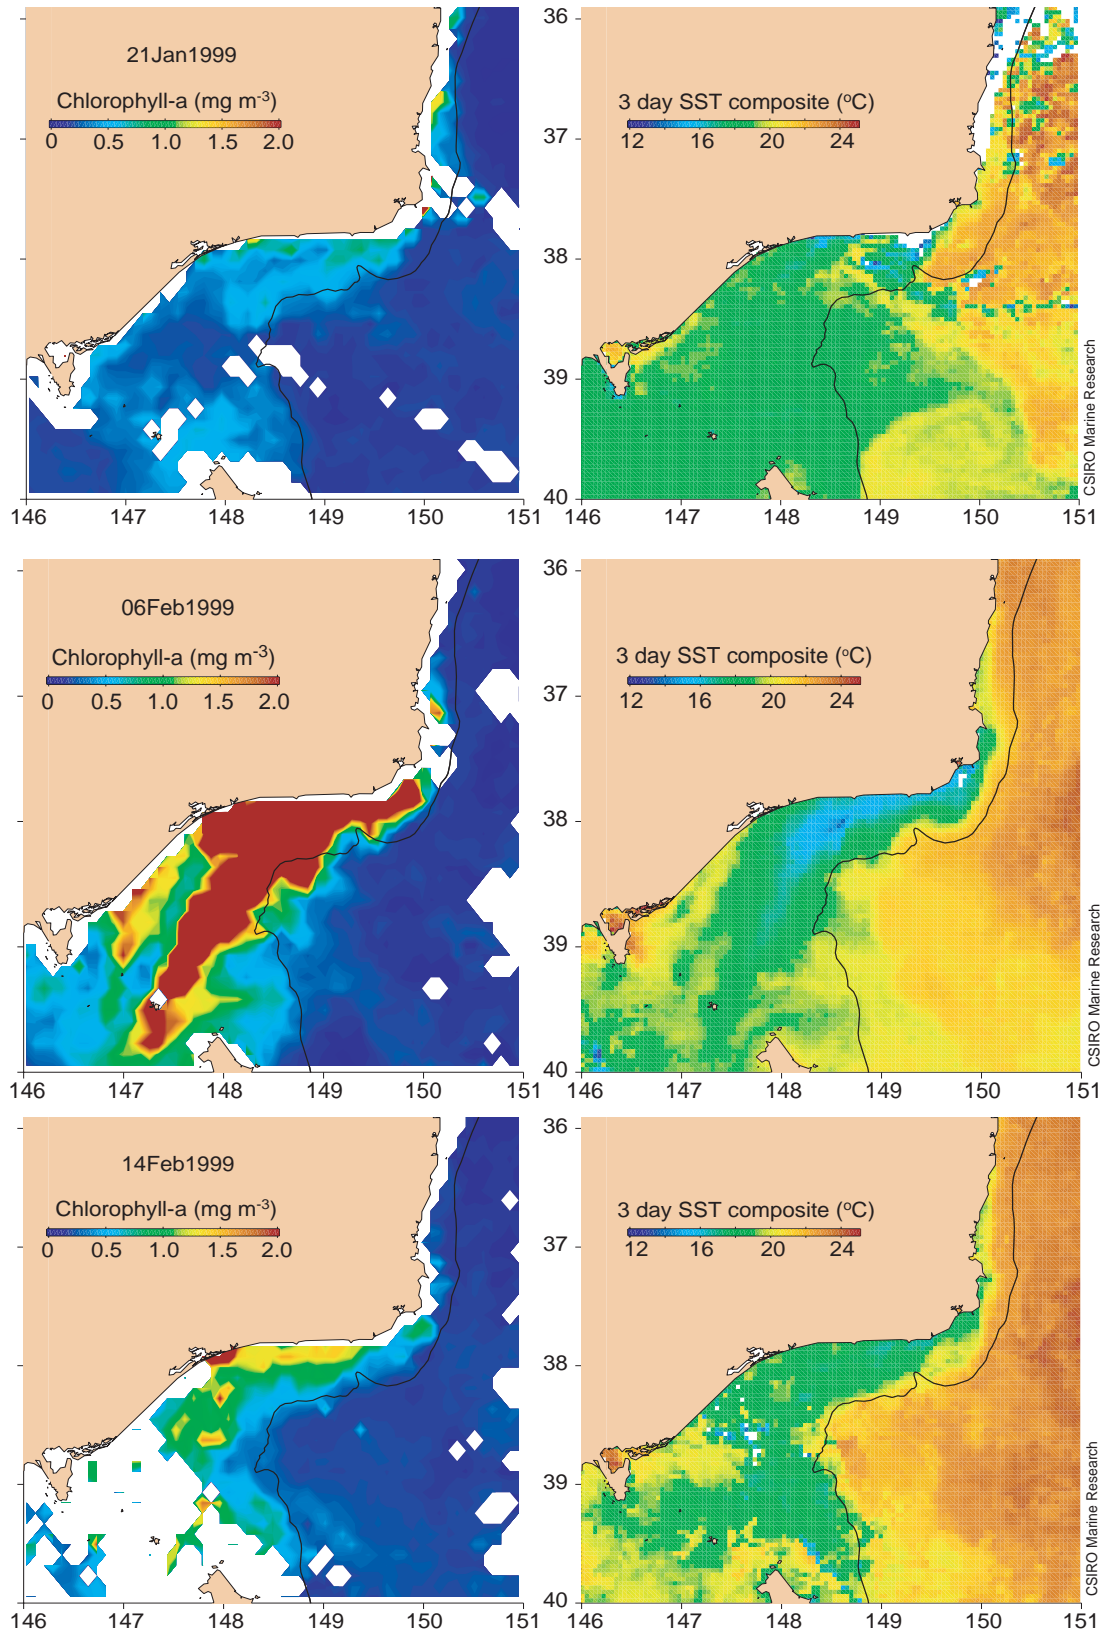 21Jan1999
Chlorophyll-a (mg m-3)
0 0.5 1.0 1.5 2.0
146 147 148 149 150 151
36
37
38
39
40
3 day SST composite (oC)
12 16 20 24
146 147 148 149 150 151
CSIRO Marine Research
06Feb1999
Chlorophyll-a (mg m-3)
0 0.5 1.0 1.5 2.0
146 147 148 149 150 151
36
37
38
39
40
3 day SST composite (oC)
12 16 20 24
146 147 148 149 150 151
CSIRO Marine Research
14Feb1999
Chlorophyll-a (mg m-3)
0 0.5 1.0 1.5 2.0
146 147 148 149 150 151
36
37
38
39
40
3 day SST composite (oC)
12 16 20 24
146 147 148 149 150 151
CSIRO Marine Research